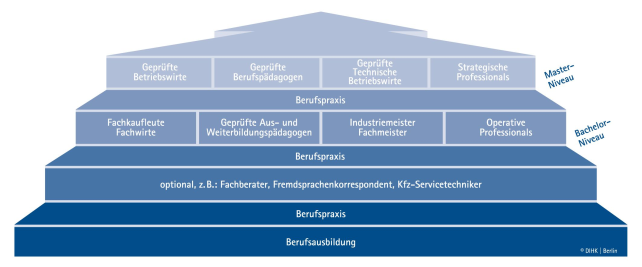 Geprüfte
Betriebswirte
Geprüfte
Berufspädagogen
Geprüfte
Technische
Betriebswirte
Strategische
Professionals
Master-
Niveau
Berufspraxis
Fachkaufleute
Fachwirte
Geprüfte Aus- und
Weiterbildungspädagogen
Industriemeister
Fachmeister
Operative
Professionals
Bachelor-
Niveau
Berufspraxis
optional, z.B.: Fachberater, Fremdsprachenkorrespondent, Kfz-Servicetechniker
Berufspraxis
Berufsausbildung
© DIHK | Berlin